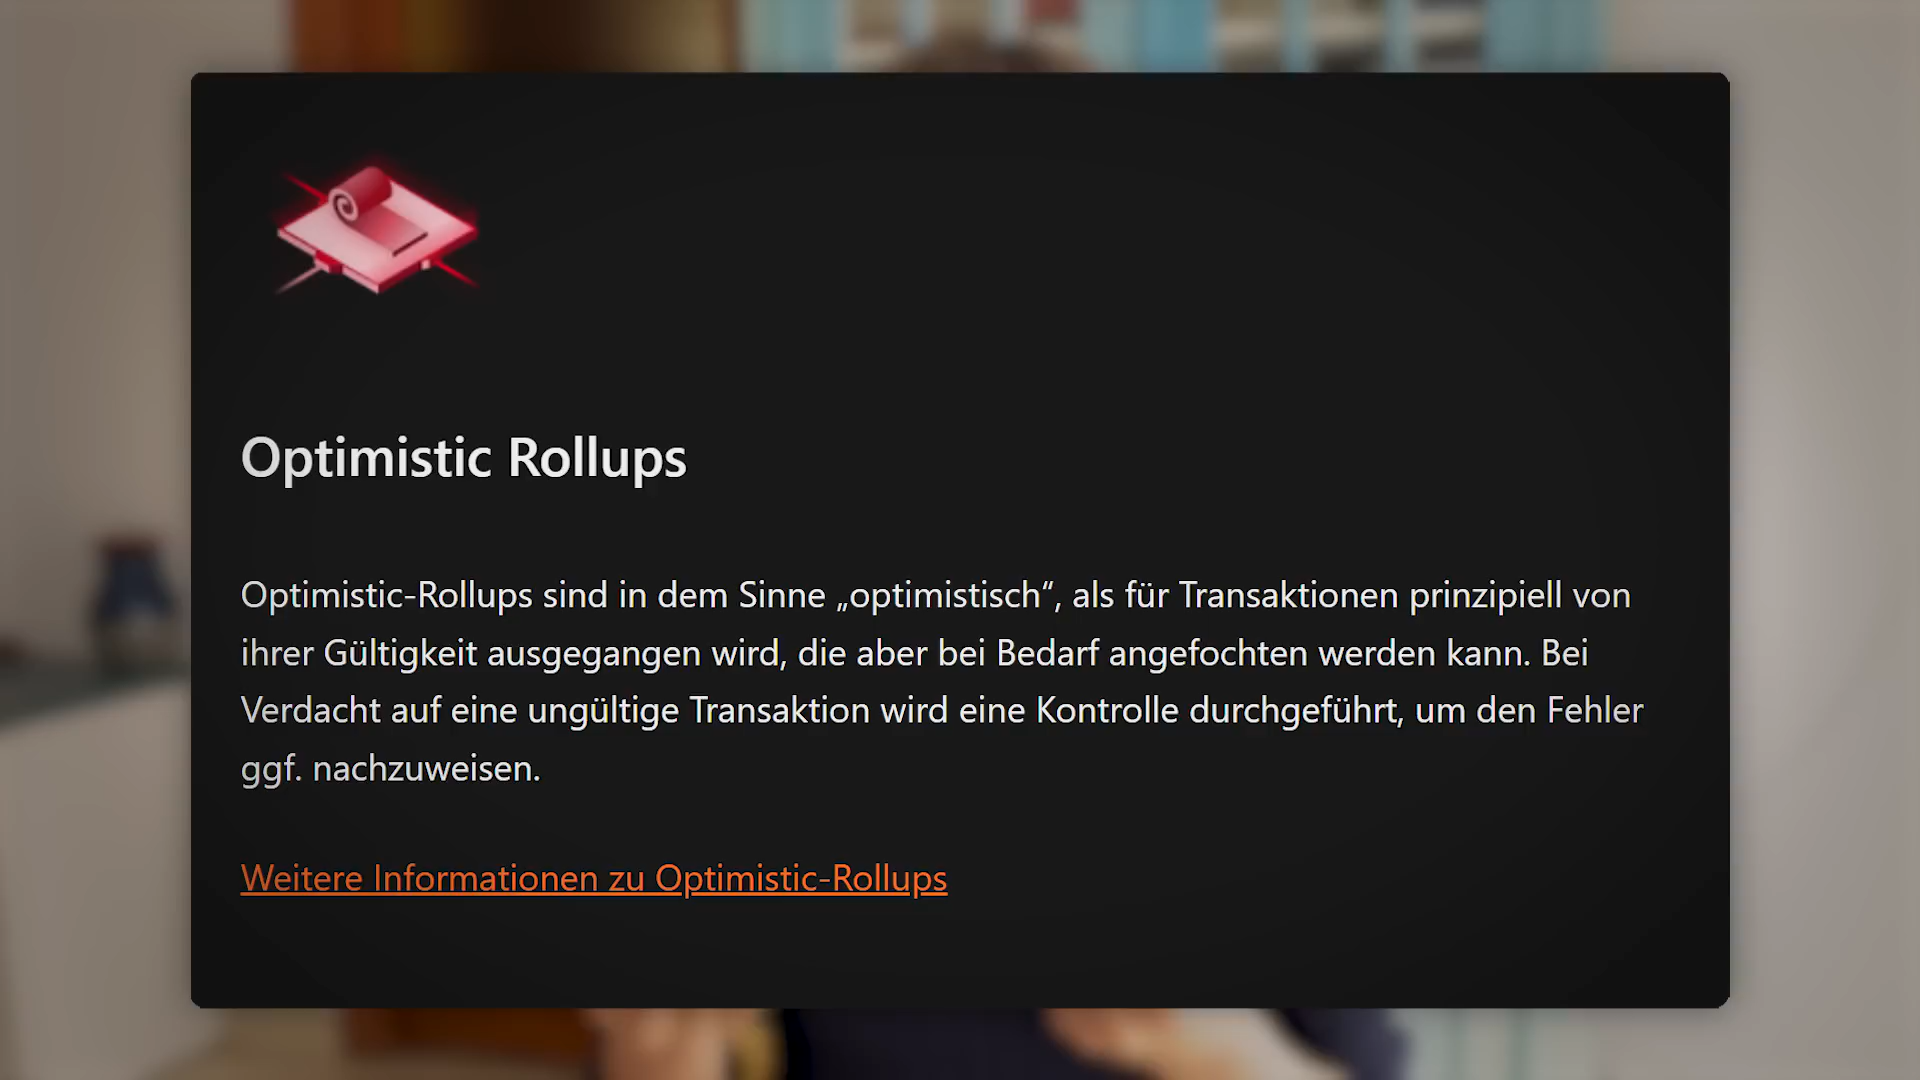 Optimistic Rollups
Optimistic-Rollups sind in dem Sinne „optimistisch“, als für Transaktionen prinzipiell von
ihrer Gültigkeit ausgegangen wird, die aber bei Bedarf angefochten werden kann. Bei
Verdacht auf eine ungültige Transaktion wird eine Kontrolle durchgeführt, um den Fehler
ggf. nachzuweisen.
Weitere Informationen zu Optimistic-Rollups